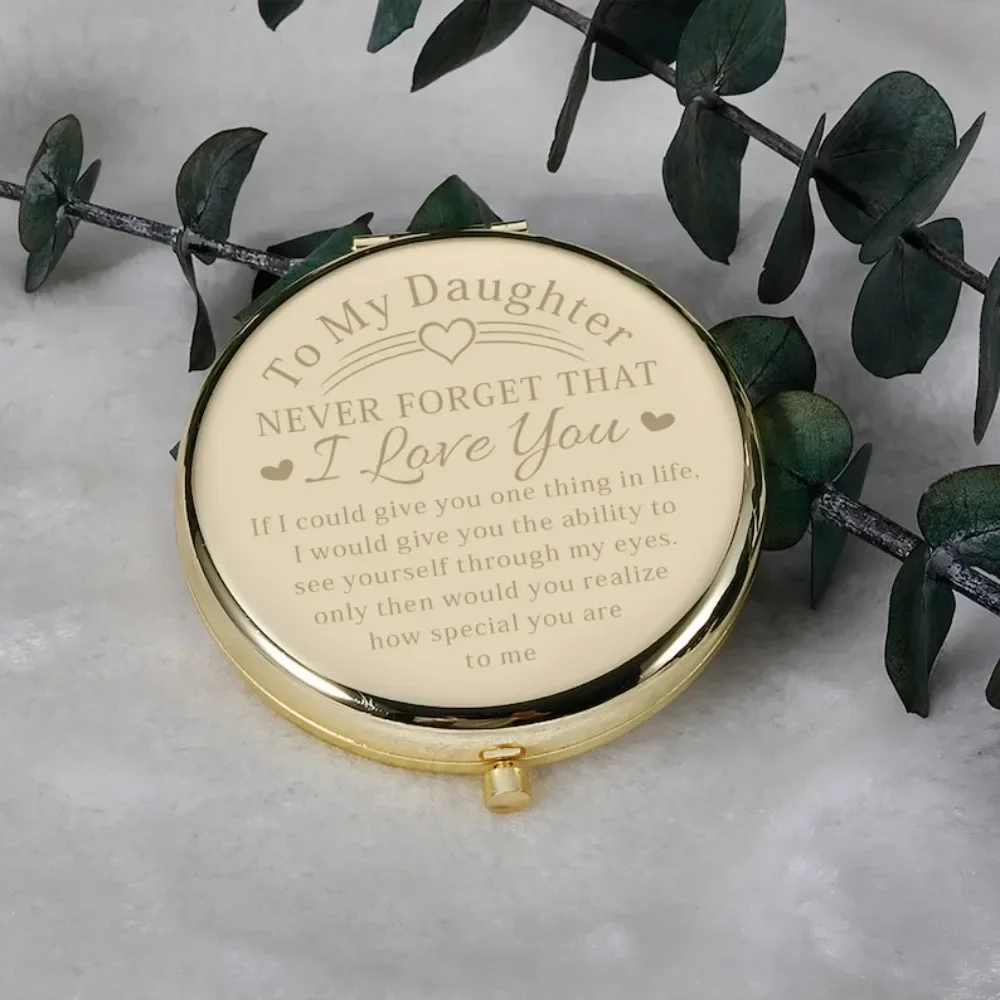 To My Daughter
NEVER FORGET THAT
I Love You
If I could give you one thing in life,
I would give you the ability to
see yourself through my eyes.
only then would you realize
how special you are
to me